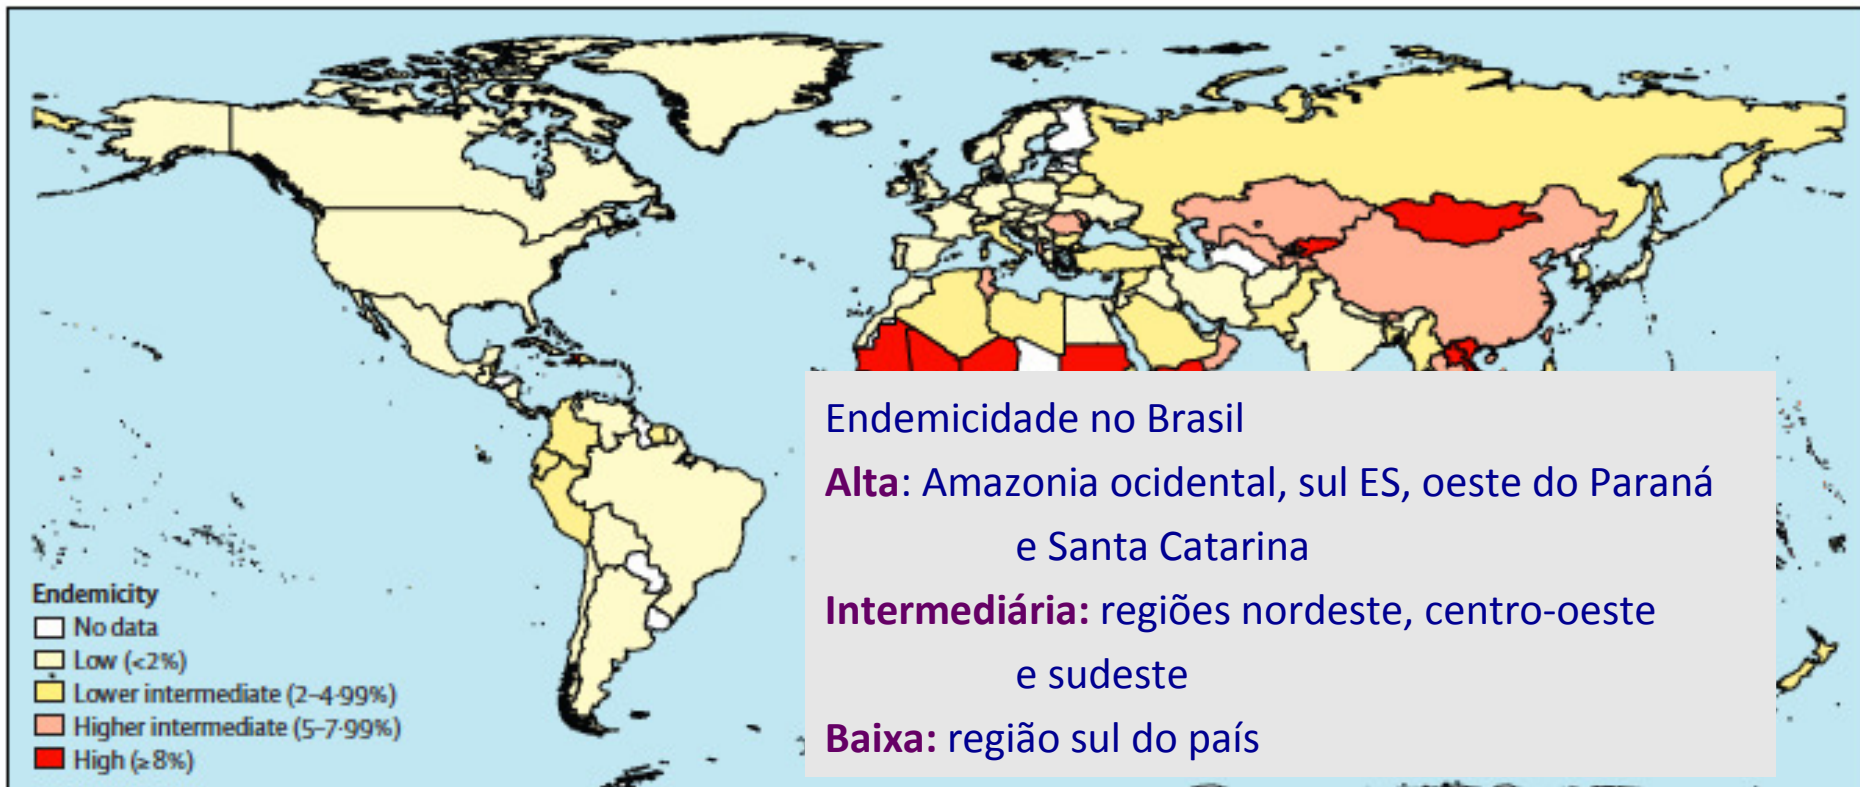 Endemicity
No data
Low (<2%)
Lower intermediate (2–4·99%)
Higher intermediate (5–7·99%)
High (≥8%)
Endemicidade no Brasil
Alta: Amazonia ocidental, sul ES, oeste do Paraná
e Santa Catarina
Intermediária: regiões nordeste, centro-oeste
e sudeste
Baixa: região sul do país